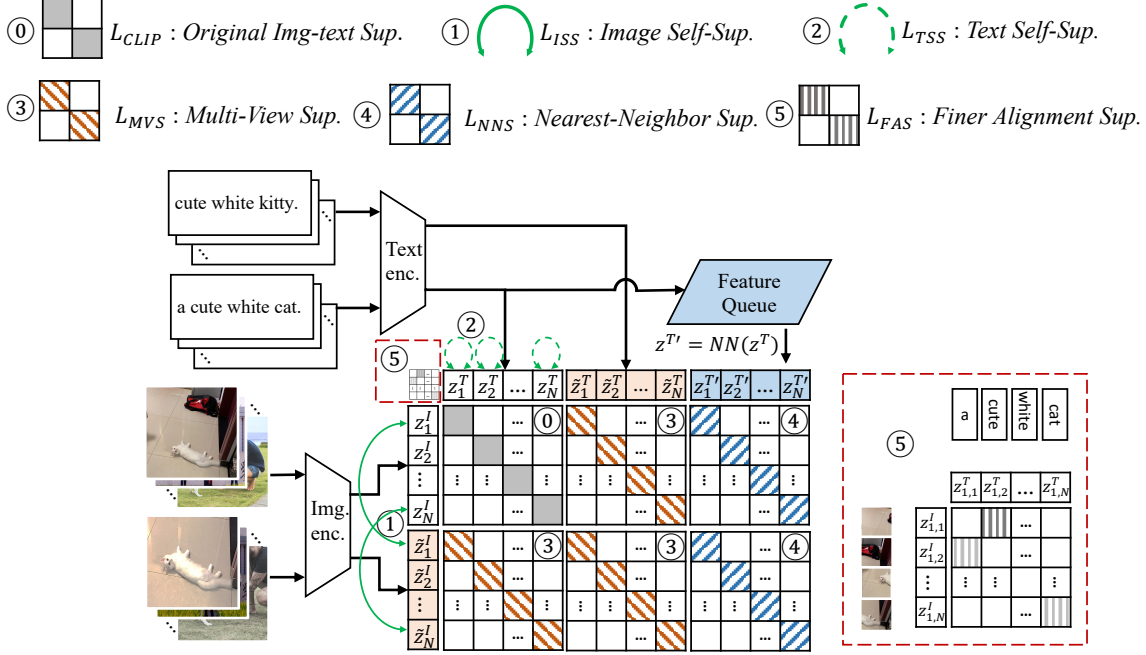 ⓪ L_CLIP : Original Img-text Sup. ① L_ISS : Image Self-Sup. ② L_TSS : Text Self-Sup.
③ L_MVS : Multi-View Sup. ④ L_NNS : Nearest-Neighbor Sup. ⑤ L_FAS : Finer Alignment Sup.
cute white kitty.
Text
enc.
a cute white cat.
Feature
Queue
z^{T'} = NN(z^T)
②
⑤
z_1^T z_2^T ... z_N^T z̃_1^T z̃_2^T ... z̃_N^T z_1^{T'} z_2^{T'} ... z_N^{T'}
z_1^I ... ⓪ ... ③ ... ④
z_2^I ... ... ...
⋮ ⋮ ⋮ ⋮ ⋮ ⋮ ⋮ ⋮ ⋮ ⋮
z_N^I ... ... ...
Img.
enc.
①
z̃_1^I ... ③ ... ③ ... ④
z̃_2^I ... ... ...
⋮ ⋮ ⋮ ⋮ ⋮ ⋮ ⋮ ⋮ ⋮ ⋮
z̃_N^I ... ... ...
⑤
a
cute
white
cat
z_{1,1}^T z_{1,2}^T ... z_{1,N}^T
z_{1,1}^I ...
z_{1,2}^I ...
⋮ ⋮ ⋮ ⋮
z_{1,N}^I ...